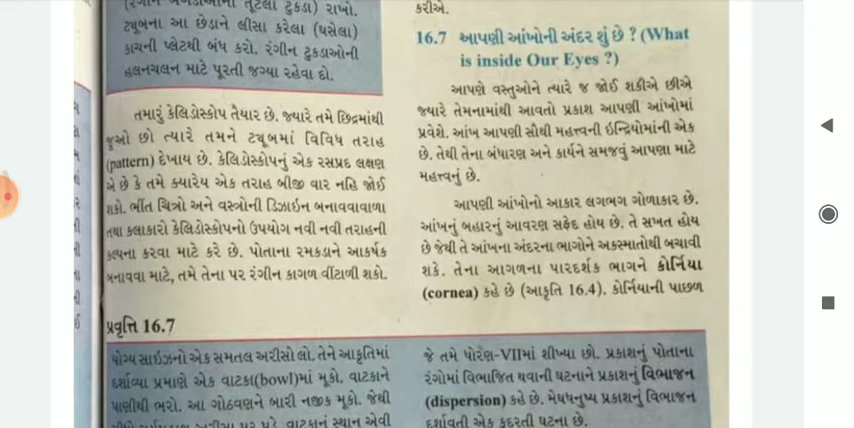 (રંગીન બંગડીઓના તૂટેલા ટુકડા) રાખો.
ટ્યૂબના આ છેડાને લીસા કરેલા (ઘસેલા)
કાચની પ્લેટથી બંધ કરો. રંગીન ટુકડાઓની
હલનચલન માટે પૂરતી જગ્યા રહેવા દો.
તમારું કેલિડોસ્કોપ તૈયાર છે. જ્યારે તમે છિદ્રમાંથી
જૂઓ છો ત્યારે તમને ટ્યૂબમાં વિવિધ તરાહ
(pattern) દેખાય છે. કેલિડોસ્કોપનું એક રસપ્રદ લક્ષણ
એ છે કે તમે ક્યારેય એક તરાહ બીજી વાર નહિ જોઈ
શકો. ભીંત ચિત્રો અને વસ્ત્રોની ડિઝાઇન બનાવવાવાળા
તથા કલાકારો કેલિડોસ્કોપનો ઉપયોગ નવી નવી તરાહની
કલ્પના કરવા માટે કરે છે. પોતાના રમકડાને આકર્ષક
બનાવવા માટે, તમે તેના પર રંગીન કાગળ વીંટાળી શકો.
પ્રવૃત્તિ 16.7
યોગ્ય સાઇઝનો એક સમતલ અરીસો લો. તેને આકૃતિમાં
દર્શાવ્યા પ્રમાણે એક વાટકા(bowl)માં મૂકો. વાટકાને
પાણીથી ભરો. આ ગોઠવણને બારી નજીક મૂકો. જેથી
વાટકાનું સ્થાન એવી
કરીએ.
16.7 આપણી આંખોની અંદર શું છે ? (What
is inside Our Eyes ?)
આપણે વસ્તુઓને ત્યારે જ જોઈ શકીએ છીએ
જ્યારે તેમનામાંથી આવતો પ્રકાશ આપણી આંખોમાં
પ્રવેશે. આંખ આપણી સૌથી મહત્ત્વની ઇન્દ્રિયોમાંની એક
છે. તેથી તેના બંધારણ અને કાર્યને સમજવું આપણા માટે
મહત્ત્વનું છે.
આપણી આંખોનો આકાર લગભગ ગોળાકાર છે.
આંખનું બહારનું આવરણ સફેદ હોય છે. તે સખત હોય
છે જેથી તે આંખના અંદરના ભાગોને અકસ્માતોથી બચાવી
શકે. તેના આગળના પારદર્શક ભાગને કોર્નિયા
(cornea) કહે છે (આકૃતિ 16.4). કોર્નિયાની પાછળ
જે તમે ધોરણ-VIIમાં શીખ્યા છો. પ્રકાશનું પોતાના
રંગોમાં વિભાજિત થવાની ઘટનાને પ્રકાશનું વિભાજન
(dispersion) કહે છે. મેઘધનુષ્ય પ્રકાશનું વિભાજન
દર્શાવતી એક કુદરતી ઘટના છે.